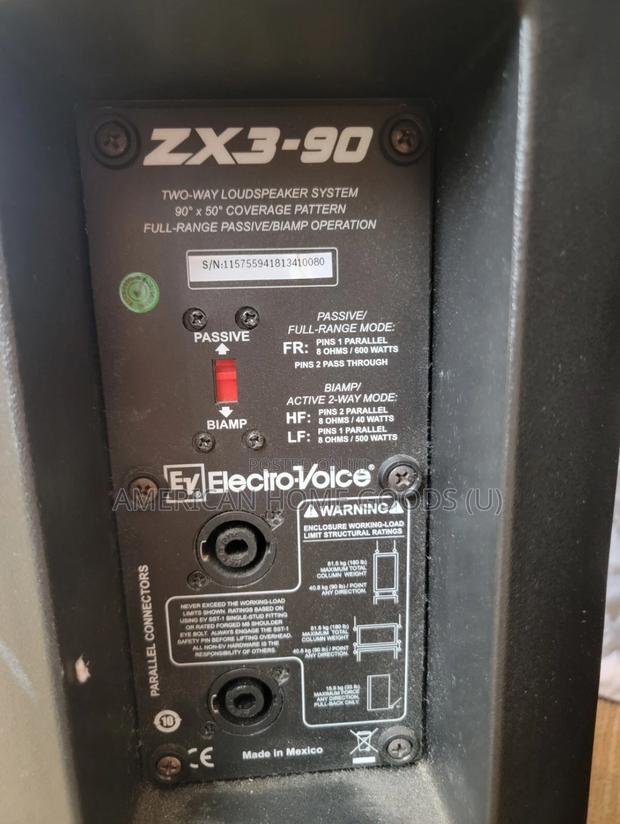 ZX3-90
TWO-WAY LOUDSPEAKER SYSTEM
90° x 50° COVERAGE PATTERN
FULL-RANGE PASSIVE/BIAMP OPERATION
S/N:115755941813410080
PASSIVE
BIAMP
PASSIVE/
FULL-RANGE MODE:
FR: PINS 1 PARALLEL
8 OHMS / 600 WATTS
PINS 2 PASS THROUGH
BIAMP/
ACTIVE 2-WAY MODE:
HF: PINS 2 PARALLEL
8 OHMS / 40 WATTS
LF: PINS 1 PARALLEL
8 OHMS / 500 WATTS
POSTED ON
EV Electro-Voice®
AMERICAN HOME GOODS (U)
WARNING
ENCLOSURE WORKING-LOAD
LIMIT STRUCTURAL RATINGS
81.6 kg (180 lb)
MAXIMUM TOTAL
COLUMN WEIGHT
40.8 kg (90 lb) / POINT
ANY DIRECTION.
81.6 kg (180 lb)
MAXIMUM TOTAL
COLUMN WEIGHT
40.8 kg (90 lb) / POINT
ANY DIRECTION.
MAXIMUM FORCE
ANY DIRECTION,
PULL-BACK ONLY.
NEVER EXCEED THE WORKING-LOAD
LIMITS SHOWN. RATINGS BASED ON
USING EV SST-1 SINGLE-STUD FITTING
OR RATED FORGED M8 SHOULDER
EYE BOLT. ALWAYS ENGAGE THE SST-1
SAFETY PIN BEFORE LIFTING OVERHEAD.
ALL NON-EV HARDWARE IS THE
RESPONSIBILITY OF OTHERS.
PARALLEL CONNECTORS
10
CE
Made in Mexico